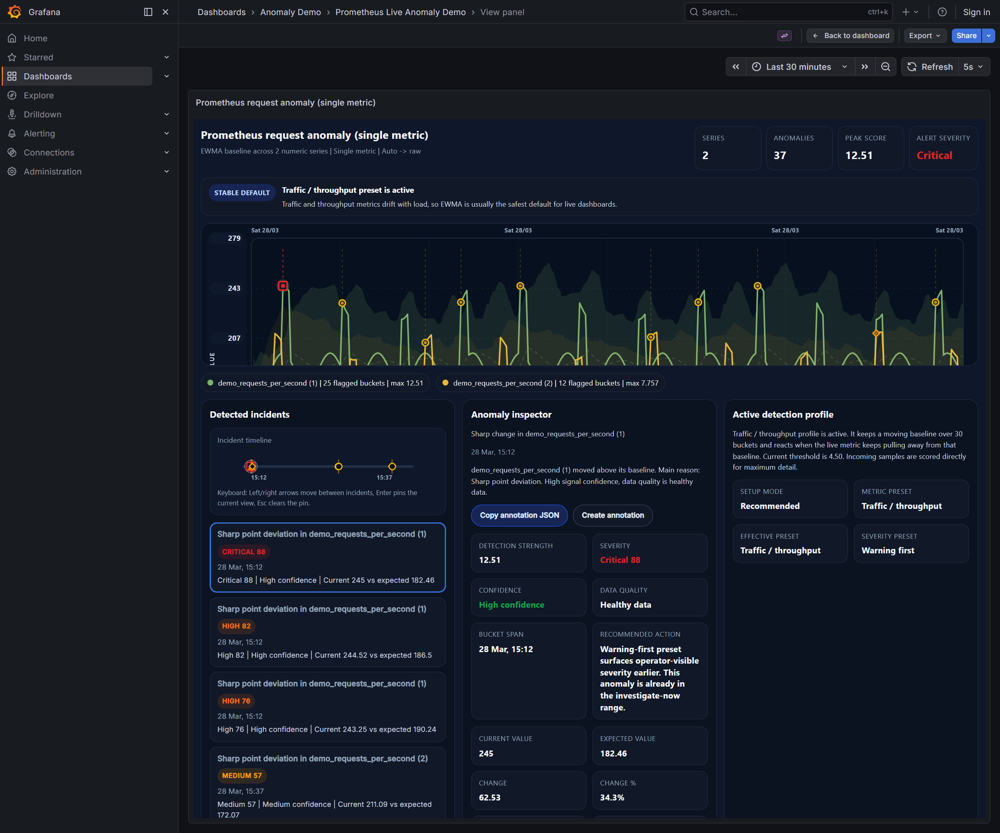 Grafana
Dashboards › Anomaly Demo › Prometheus Live Anomaly Demo › View panel
Search...
ctrl+k
Sign in
Home
Starred
Dashboards
Explore
Drilldown
Alerting
Connections
Administration
Back to dashboard
Export
Share
Last 30 minutes
Refresh
5s
Prometheus request anomaly (single metric)
Prometheus request anomaly (single metric)
EWMA baseline across 2 numeric series | Single metric | Auto -> raw
SERIES
2
ANOMALIES
37
PEAK SCORE
12.51
ALERT SEVERITY
Critical
STABLE DEFAULT
Traffic / throughput preset is active
Traffic and throughput metrics drift with load, so EWMA is usually the safest default for live dashboards.
Sat 28/03
Sat 28/03
Sat 28/03
Sat 28/03
279
243
207
LUE
demo_requests_per_second (1) | 25 flagged buckets | max 12.51
demo_requests_per_second (2) | 12 flagged buckets | max 7.757
Detected incidents
Incident timeline
15:12
15:37
Keyboard: Left/right arrows move between incidents, Enter pins the
current view, Esc clears the pin.
Sharp point deviation in demo_requests_per_second (1)
CRITICAL 88
28 Mar, 15:12
Critical 88 | High confidence | Current 245 vs expected 182.46
Sharp point deviation in demo_requests_per_second (1)
HIGH 82
28 Mar, 15:12
High 82 | High confidence | Current 244.52 vs expected 186.5
Sharp point deviation in demo_requests_per_second (1)
HIGH 76
28 Mar, 15:12
High 76 | High confidence | Current 243.25 vs expected 190.24
Sharp point deviation in demo_requests_per_second (2)
MEDIUM 57
28 Mar, 15:37
Medium 57 | Medium confidence | Current 211.09 vs expected
172.07
Anomaly inspector
Sharp change in demo_requests_per_second (1)
28 Mar, 15:12
demo_requests_per_second (1) moved above its baseline. Main reason:
Sharp point deviation. High signal confidence, data quality is healthy
data.
Copy annotation JSON
Create annotation
DETECTION STRENGTH
12.51
SEVERITY
Critical 88
CONFIDENCE
High confidence
DATA QUALITY
Healthy data
BUCKET SPAN
28 Mar, 15:12
RECOMMENDED ACTION
Warning-first preset
surfaces operator-visible
severity earlier. This
anomaly is already in
the investigate-now
range.
CURRENT VALUE
245
EXPECTED VALUE
182.46
CHANGE
62.53
CHANGE %
34.3%
Active detection profile
Traffic / throughput profile is active. It keeps a moving baseline over 30
buckets and reacts when the live metric keeps pulling away from that
baseline. Current threshold is 4.50. Incoming samples are scored directly
for maximum detail.
SETUP MODE
Recommended
METRIC PRESET
Traffic / throughput
EFFECTIVE PRESET
Traffic / throughput
SEVERITY PRESET
Warning first